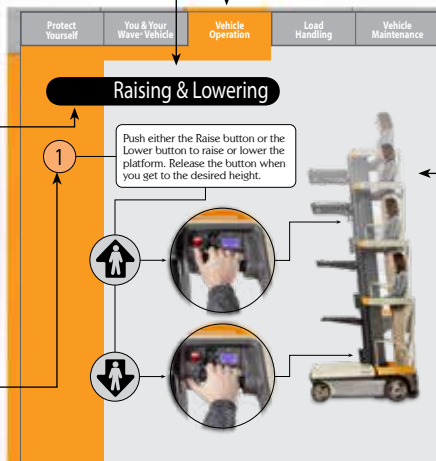 Protect
Yourself
You & Your
Wave® Vehicle
Vehicle
Operation
Load
Handling
Vehicle
Maintenance
Raising & Lowering
1
Push either the Raise button or the
Lower button to raise or lower the
platform. Release the button when
you get to the desired height.